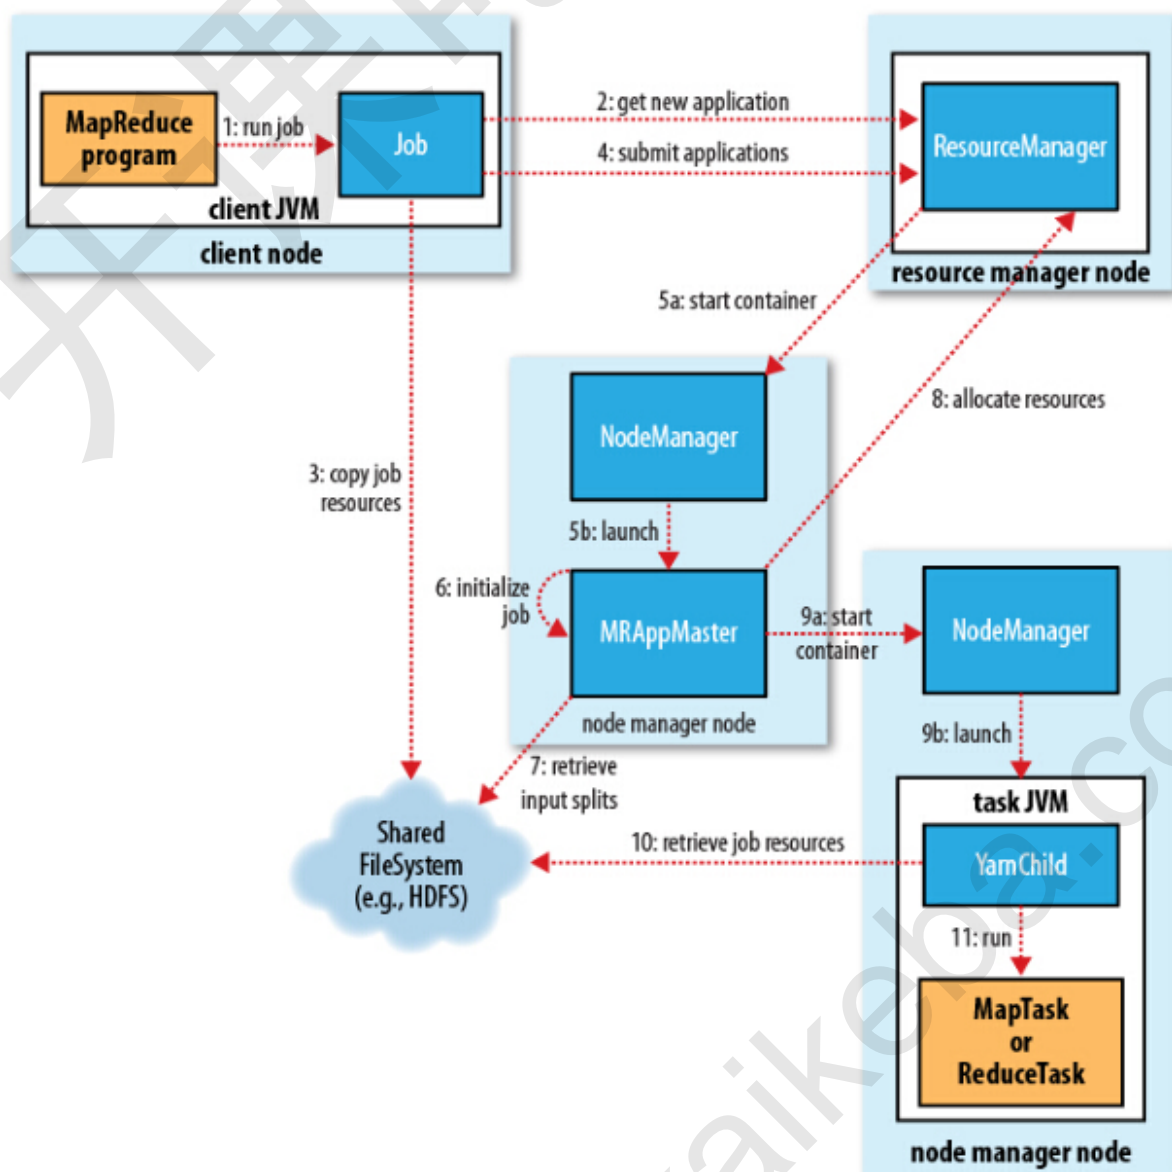 MapReduce
program
1: run job
Job
client JVM
client node
2: get new application
4: submit applications
ResourceManager
resource manager node
5a: start container
8: allocate resources
3: copy job
resources
NodeManager
5b: launch
6: initialize
job
MRAppMaster
node manager node
9a: start
container
NodeManager
9b: launch
7: retrieve
input splits
Shared
FileSystem
(e.g., HDFS)
10: retrieve job resources
task JVM
YarnChild
11: run
MapTask
or
ReduceTask
node manager node